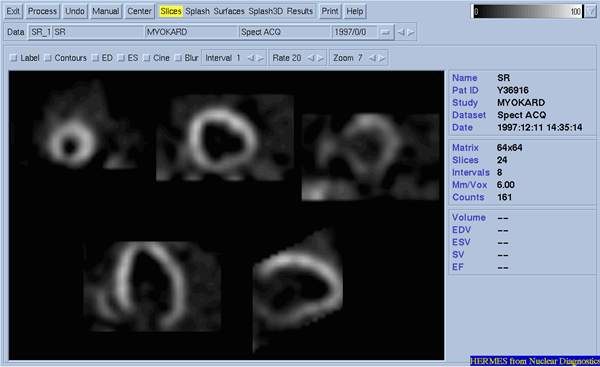 Exit Process Undo Manual Center Slices Splash Surfaces Splash3D Results Print Help 0 100
Data SR_1 SR MYOKARD Spect ACQ 1997/0/0
Label Contours ED ES Cine Blur Interval 1 Rate 20 Zoom 7
Name SR
Pat ID Y36916
Study MYOKARD
Dataset Spect ACQ
Date 1997:12:11 14:35:14
Matrix 64x64
Slices 24
Intervals 8
Mm/Vox 6.00
Counts 161
Volume --
EDV --
ESV --
SV --
EF --
HERMES from Nuclear Diagnostics